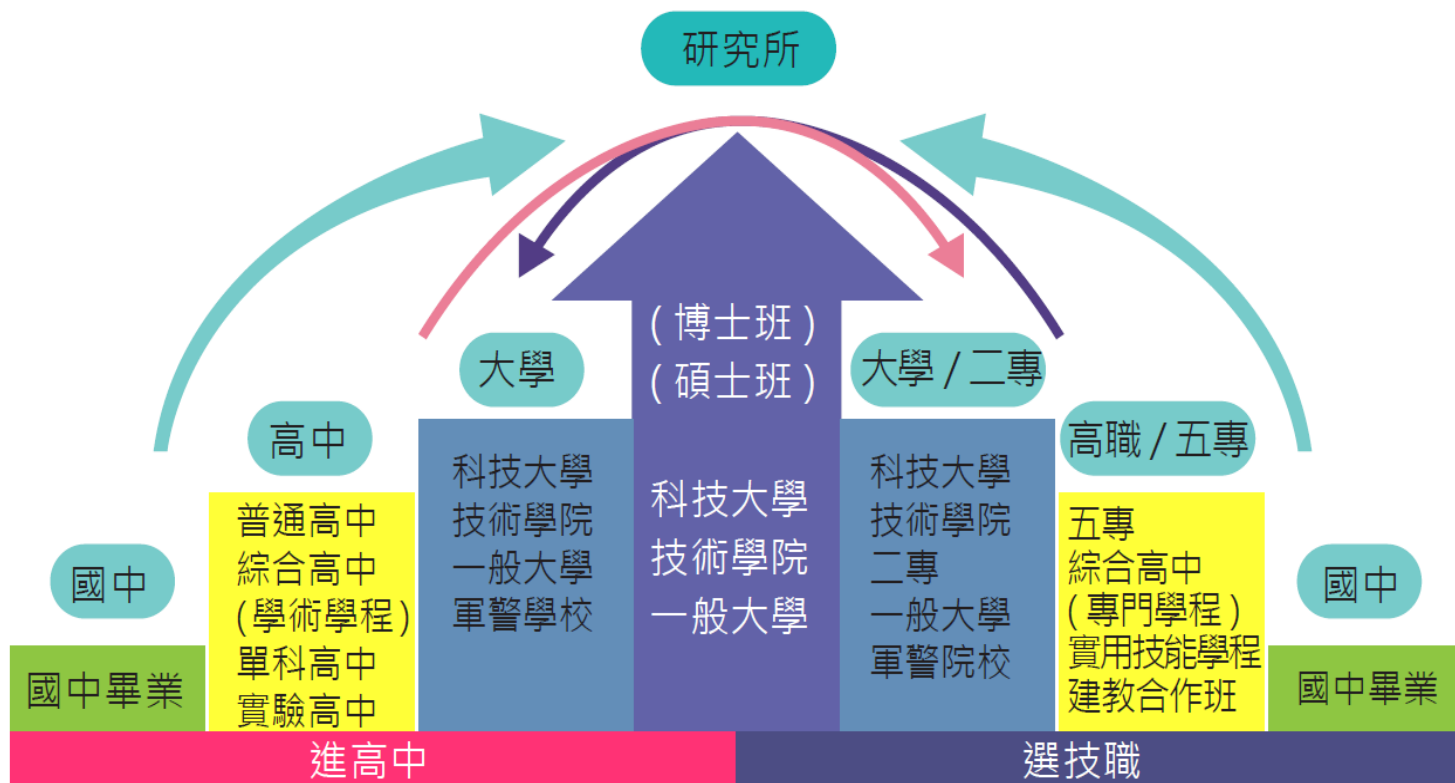 研究所
國中
國中畢業
高中
普通高中
綜合高中
(學術學程)
單科高中
實驗高中
大學
科技大學
技術學院
一般大學
軍警學校
(博士班)
(碩士班)
科技大學
技術學院
一般大學
大學/二專
科技大學
技術學院
二專
一般大學
軍警院校
高職/五專
五專
綜合高中
(專門學程)
實用技能學程
建教合作班
國中
國中畢業
進高中
選技職